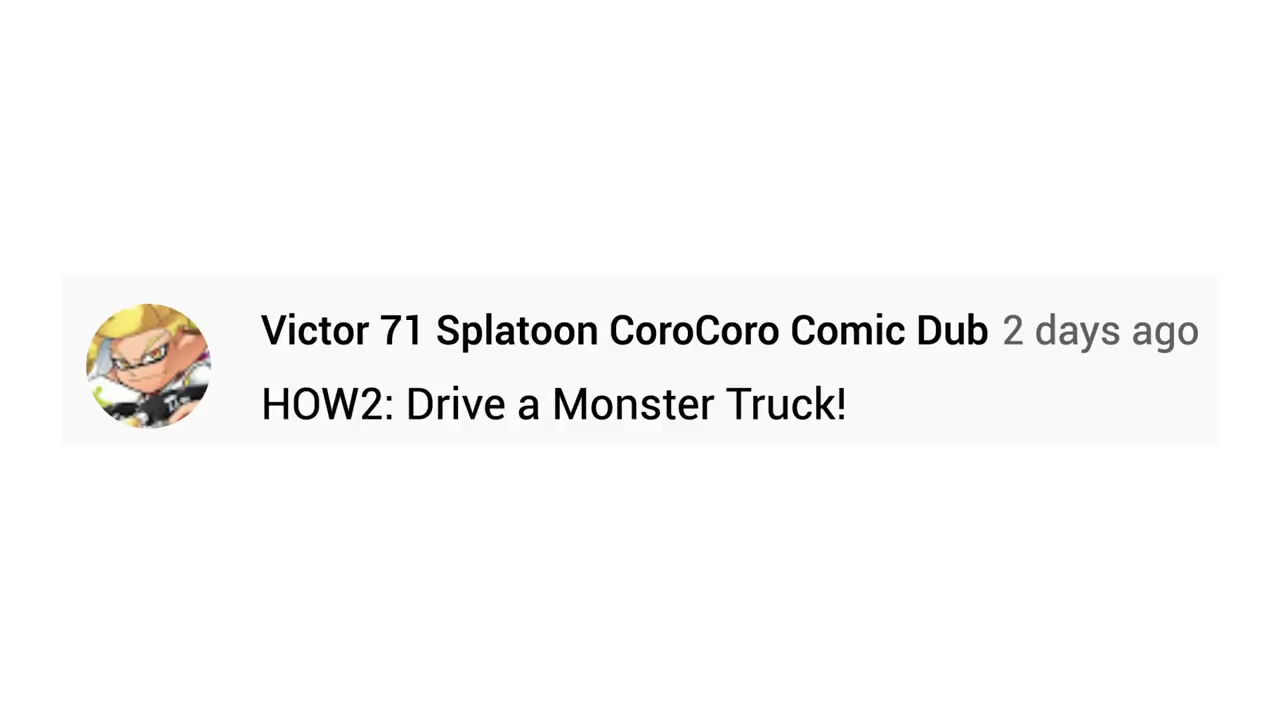 Victor 71 Splatoon CoroCoro Comic Dub 2 days ago
HOW2: Drive a Monster Truck!